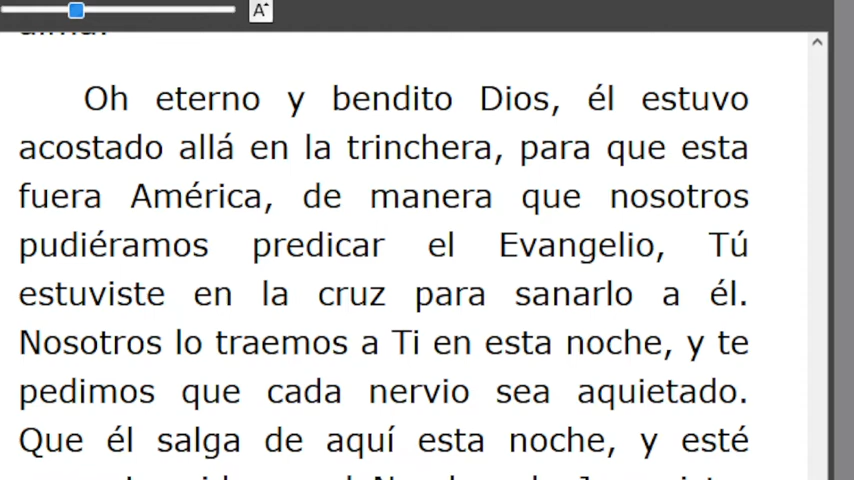 A
Oh eterno y bendito Dios, él estuvo
acostado allá en la trinchera, para que esta
fuera América, de manera que nosotros
pudiéramos predicar el Evangelio, Tú
estuviste en la cruz para sanarlo a él.
Nosotros lo traemos a Ti en esta noche, y te
pedimos que cada nervio sea aquietado.
Que él salga de aquí esta noche, y esté